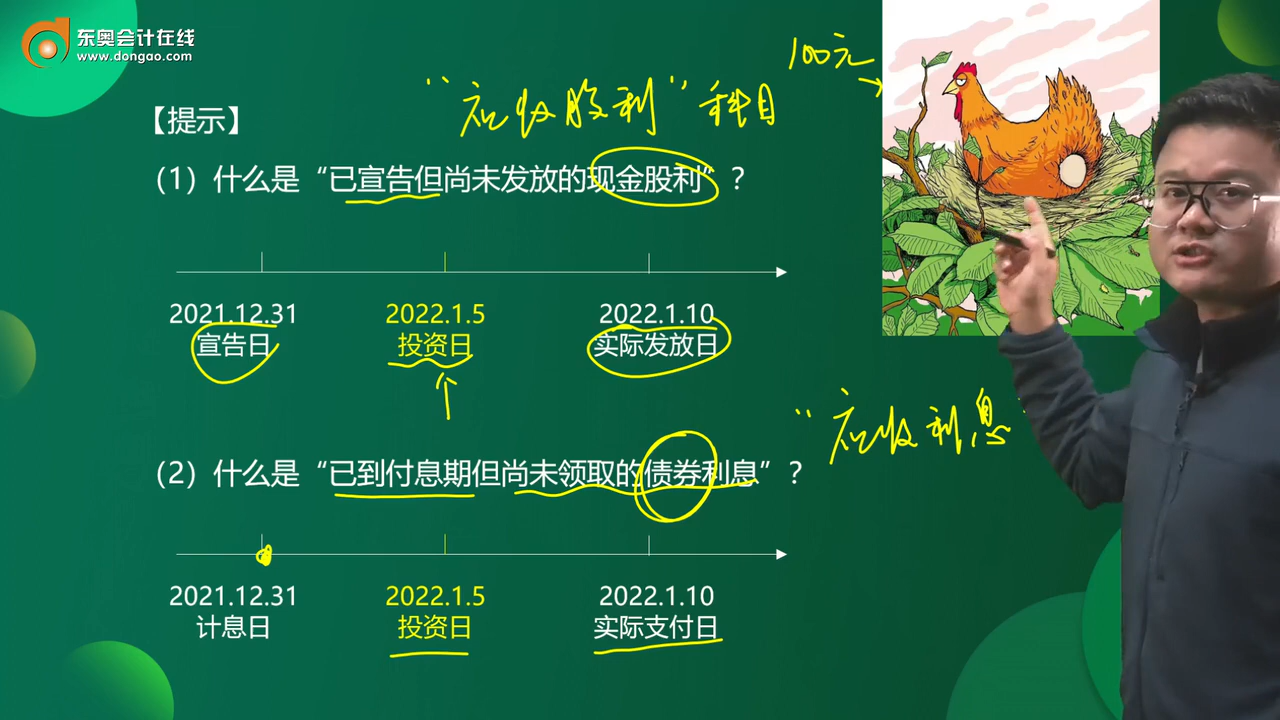 东奥会计在线
www.dongao.com
100元
“应收股利”科目
【提示】
（1）什么是“已宣告但尚未发放的现金股利”？
2021.12.31
2022.1.5
2022.1.10
宣告日
投资日
实际发放日
“应收利息”
（2）什么是“已到付息期但尚未领取的债券利息”？
2021.12.31
2022.1.5
2022.1.10
计息日
投资日
实际支付日